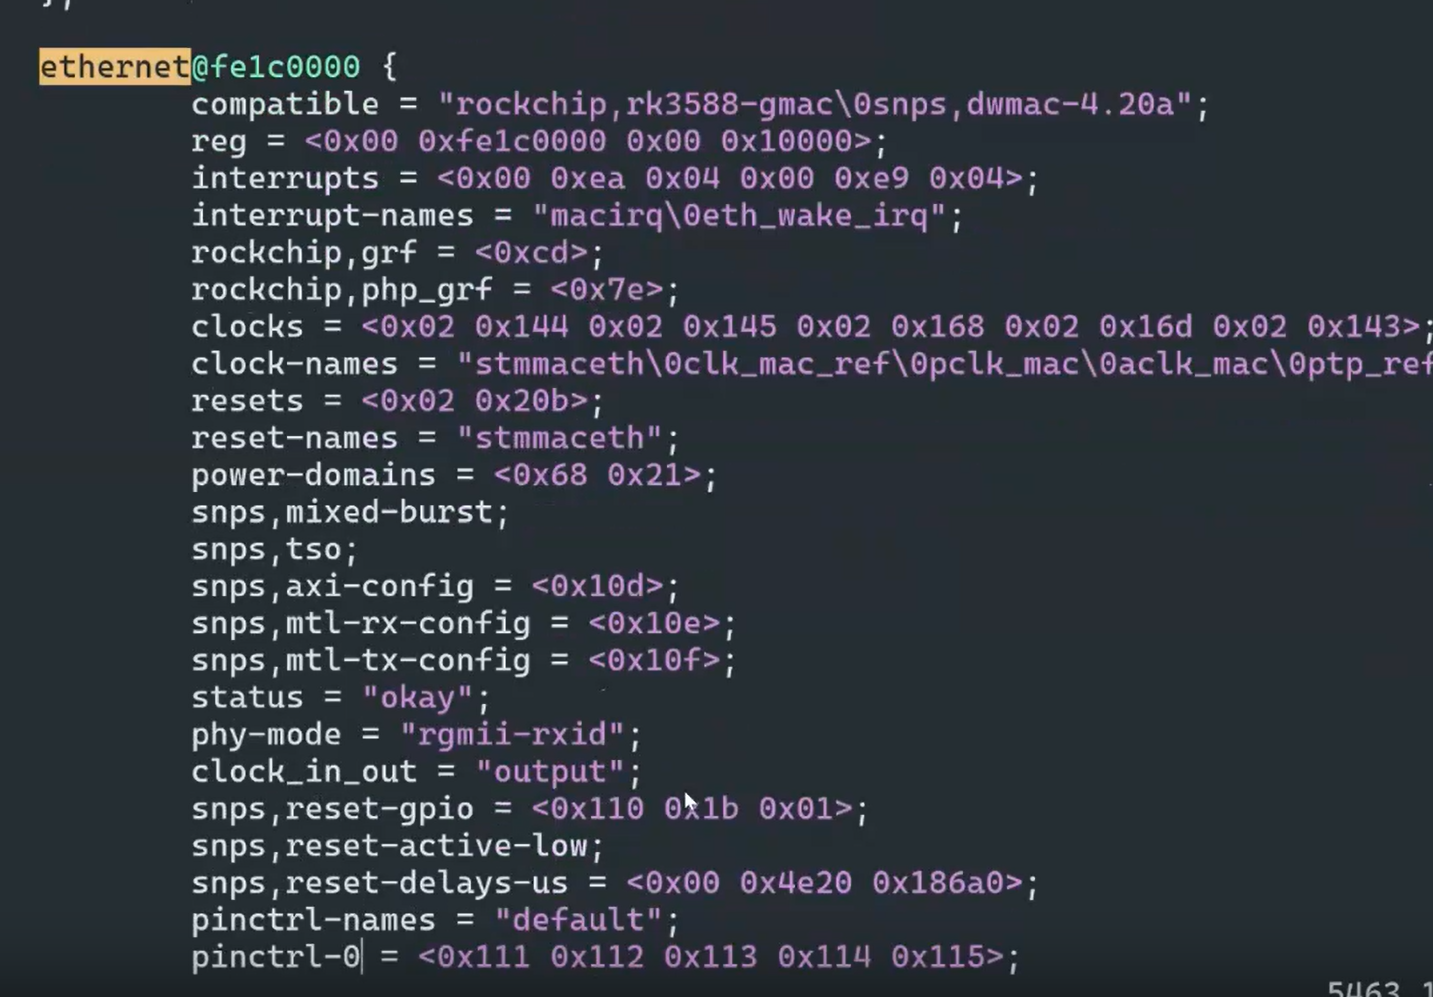 };
ethernet@fe1c0000 {
compatible = "rockchip,rk3588-gmac\0snps,dwmac-4.20a";
reg = <0x00 0xfe1c0000 0x00 0x10000>;
interrupts = <0x00 0xea 0x04 0x00 0xe9 0x04>;
interrupt-names = "macirq\0eth_wake_irq";
rockchip,grf = <0xcd>;
rockchip,php_grf = <0x7e>;
clocks = <0x02 0x144 0x02 0x145 0x02 0x168 0x02 0x16d 0x02 0x143>;
clock-names = "stmmaceth\0clk_mac_ref\0pclk_mac\0aclk_mac\0ptp_ref
resets = <0x02 0x20b>;
reset-names = "stmmaceth";
power-domains = <0x68 0x21>;
snps,mixed-burst;
snps,tso;
snps,axi-config = <0x10d>;
snps,mtl-rx-config = <0x10e>;
snps,mtl-tx-config = <0x10f>;
status = "okay";
phy-mode = "rgmii-rxid";
clock_in_out = "output";
snps,reset-gpio = <0x110 0x1b 0x01>;
snps,reset-active-low;
snps,reset-delays-us = <0x00 0x4e20 0x186a0>;
pinctrl-names = "default";
pinctrl-0 = <0x111 0x112 0x113 0x114 0x115>;